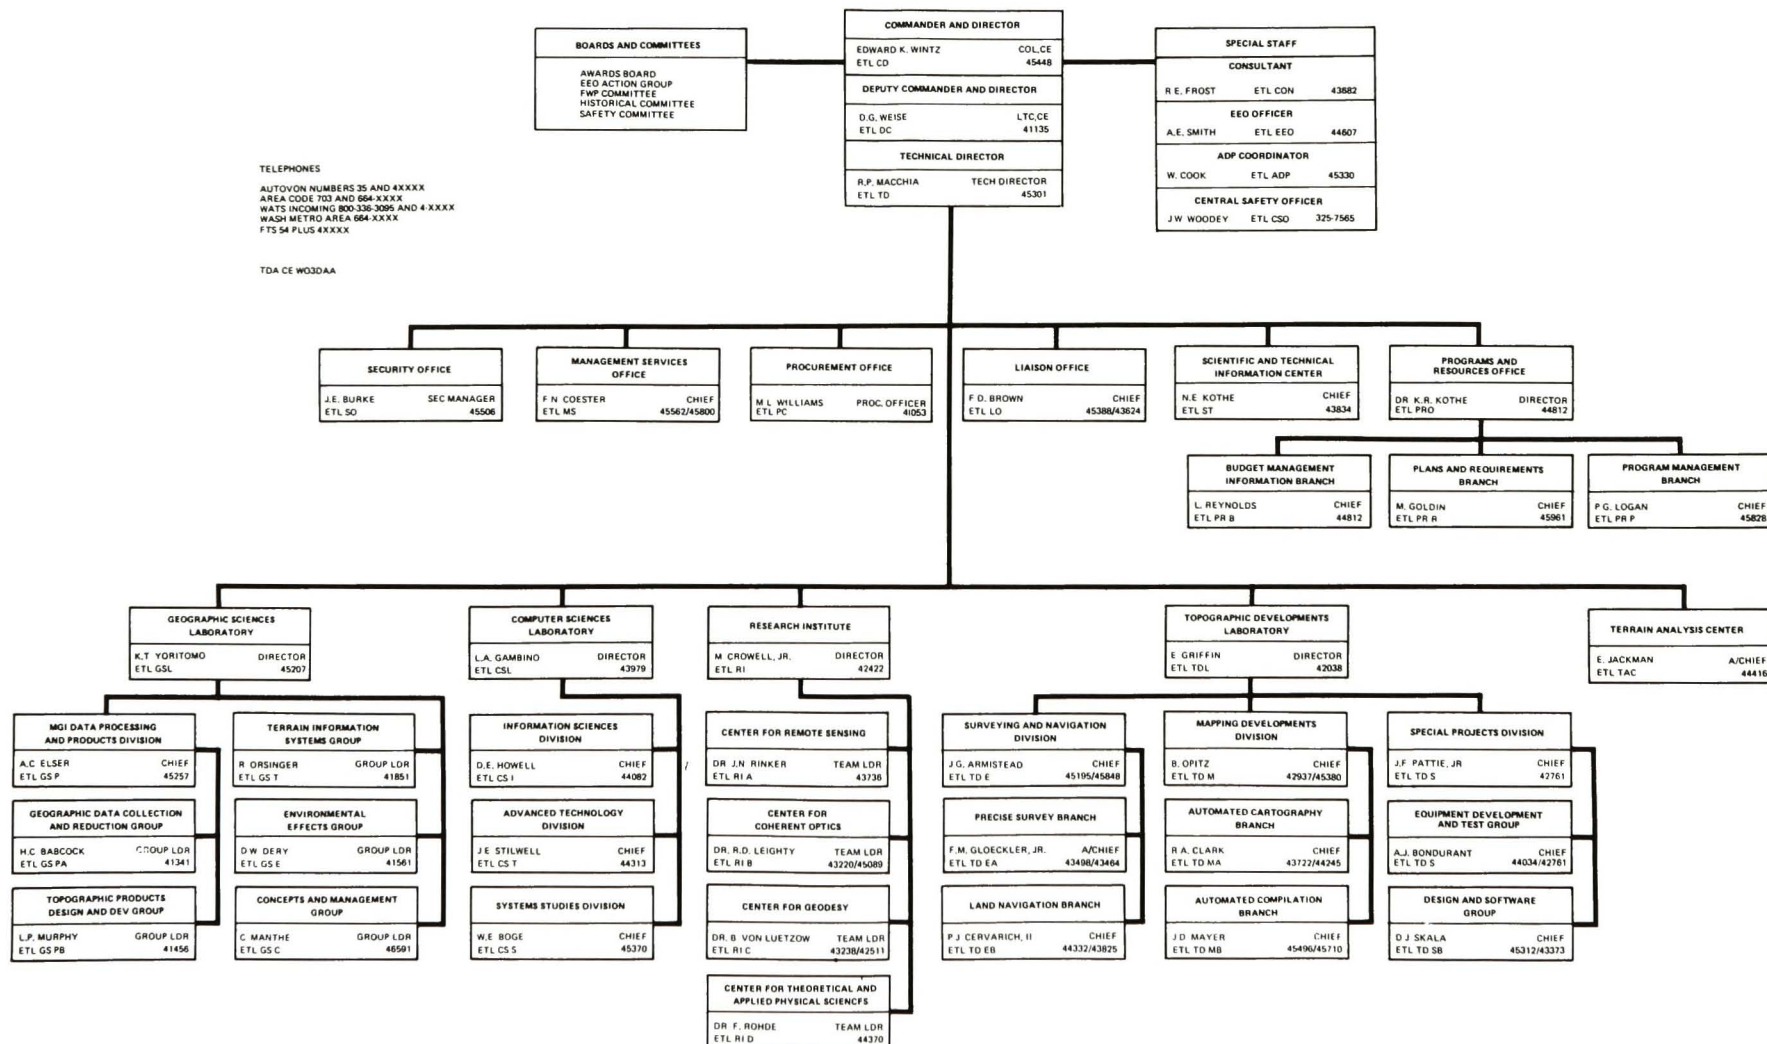 COMMANDER AND DIRECTOR
EDWARD K. WINTZ COL,CE
ETL CD 45448
DEPUTY COMMANDER AND DIRECTOR
D.G. WEISE LTC,CE
ETL DC 41135
TECHNICAL DIRECTOR
R.P. MACCHIA TECH DIRECTOR
ETL TD 45301
BOARDS AND COMMITTEES
AWARDS BOARD
EEO ACTION GROUP
FWP COMMITTEE
HISTORICAL COMMITTEE
SAFETY COMMITTEE
SPECIAL STAFF
CONSULTANT
R E. FROST ETL CON 43882
EEO OFFICER
A.E. SMITH ETL EEO 44607
ADP COORDINATOR
W. COOK ETL ADP 45330
CENTRAL SAFETY OFFICER
J W WOODEY ETL CSO 325-7565
TELEPHONES
AUTOVON NUMBERS 35 AND 4XXXX
AREA CODE 703 AND 664-XXXX
WATS INCOMING 800-336-3095 AND 4-XXXX
WASH METRO AREA 664-XXXX
FTS 54 PLUS 4XXXX
TDA CE WO3DAA
SECURITY OFFICE
J.E. BURKE SEC MANAGER
ETL SO 45506
MANAGEMENT SERVICES
OFFICE
F N COESTER CHIEF
ETL MS 45562/45800
PROCUREMENT OFFICE
M L WILLIAMS PROC. OFFICER
ETL PC 41053
LIAISON OFFICE
F D. BROWN CHIEF
ETL LO 45388/43624
SCIENTIFIC AND TECHNICAL
INFORMATION CENTER
N.E KOTHE CHIEF
ETL ST 43834
PROGRAMS AND
RESOURCES OFFICE
DR K.R. KOTHE DIRECTOR
ETL PRO 44812
BUDGET MANAGEMENT
INFORMATION BRANCH
L. REYNOLDS CHIEF
ETL PR B 44812
PLANS AND REQUIREMENTS
BRANCH
M. GOLDIN CHIEF
ETL PR R 45961
PROGRAM MANAGEMENT
BRANCH
P G. LOGAN CHIEF
ETL PR P 45828
GEOGRAPHIC SCIENCES
LABORATORY
K.T YORITOMO DIRECTOR
ETL GSL 45207
COMPUTER SCIENCES
LABORATORY
L.A. GAMBINO DIRECTOR
ETL CSL 43979
RESEARCH INSTITUTE
M CROWELL, JR. DIRECTOR
ETL RI 42422
TOPOGRAPHIC DEVELOPMENTS
LABORATORY
E GRIFFIN DIRECTOR
ETL TDL 42038
TERRAIN ANALYSIS CENTER
E. JACKMAN A/CHIEF
ETL TAC 44416
MGI DATA PROCESSING
AND PRODUCTS DIVISION
A.C ELSER CHIEF
ETL GS P 45257
GEOGRAPHIC DATA COLLECTION
AND REDUCTION GROUP
H.C BABCOCK GROUP LDR
ETL GS PA 41341
TOPOGRAPHIC PRODUCTS
DESIGN AND DEV GROUP
L.P. MURPHY GROUP LDR
ETL GS PB 41456
TERRAIN INFORMATION
SYSTEMS GROUP
R ORSINGER GROUP LDR
ETL GS T 41851
ENVIRONMENTAL
EFFECTS GROUP
D W DERY GROUP LDR
ETL GS E 41561
CONCEPTS AND MANAGEMENT
GROUP
C MANTHE GROUP LDR
ETL GS C 46591
INFORMATION SCIENCES
DIVISION
D.E. HOWELL CHIEF
ETL CS I 44082
ADVANCED TECHNOLOGY
DIVISION
J E STILWELL CHIEF
ETL CS T 44313
SYSTEMS STUDIES DIVISION
W.E BOGE CHIEF
ETL CS S 45370
CENTER FOR REMOTE SENSING
DR J.N RINKER TEAM LDR
ETL RI A 43736
CENTER FOR
COHERENT OPTICS
DR. R.D. LEIGHTY TEAM LDR
ETL RI B 43220/45089
CENTER FOR GEODESY
DR. B VON LUETZOW TEAM LDR
ETL RI C 43238/42511
CENTER FOR THEORETICAL AND
APPLIED PHYSICAL SCIENCES
DR F. ROHDE TEAM LDR
ETL RI D 44370
SURVEYING AND NAVIGATION
DIVISION
J G. ARMISTEAD CHIEF
ETL TD E 45195/45848
PRECISE SURVEY BRANCH
F.M. GLOECKLER, JR. A/CHIEF
ETL TD EA 43498/43464
LAND NAVIGATION BRANCH
P J CERVARICH, II CHIEF
ETL TD EB 44332/43825
MAPPING DEVELOPMENTS
DIVISION
B. OPITZ CHIEF
ETL TD M 42937/45380
AUTOMATED CARTOGRAPHY
BRANCH
R A. CLARK CHIEF
ETL TD MA 43722/44245
AUTOMATED COMPILATION
BRANCH
J D MAYER CHIEF
ETL TD MB 45496/45710
SPECIAL PROJECTS DIVISION
J.F PATTIE, JR CHIEF
ETL TD S 42761
EQUIPMENT DEVELOPMENT
AND TEST GROUP
A.J. BONDURANT CHIEF
ETL TD S 44034/42761
DESIGN AND SOFTWARE
GROUP
D J SKALA CHIEF
ETL TD SB 45312/43373